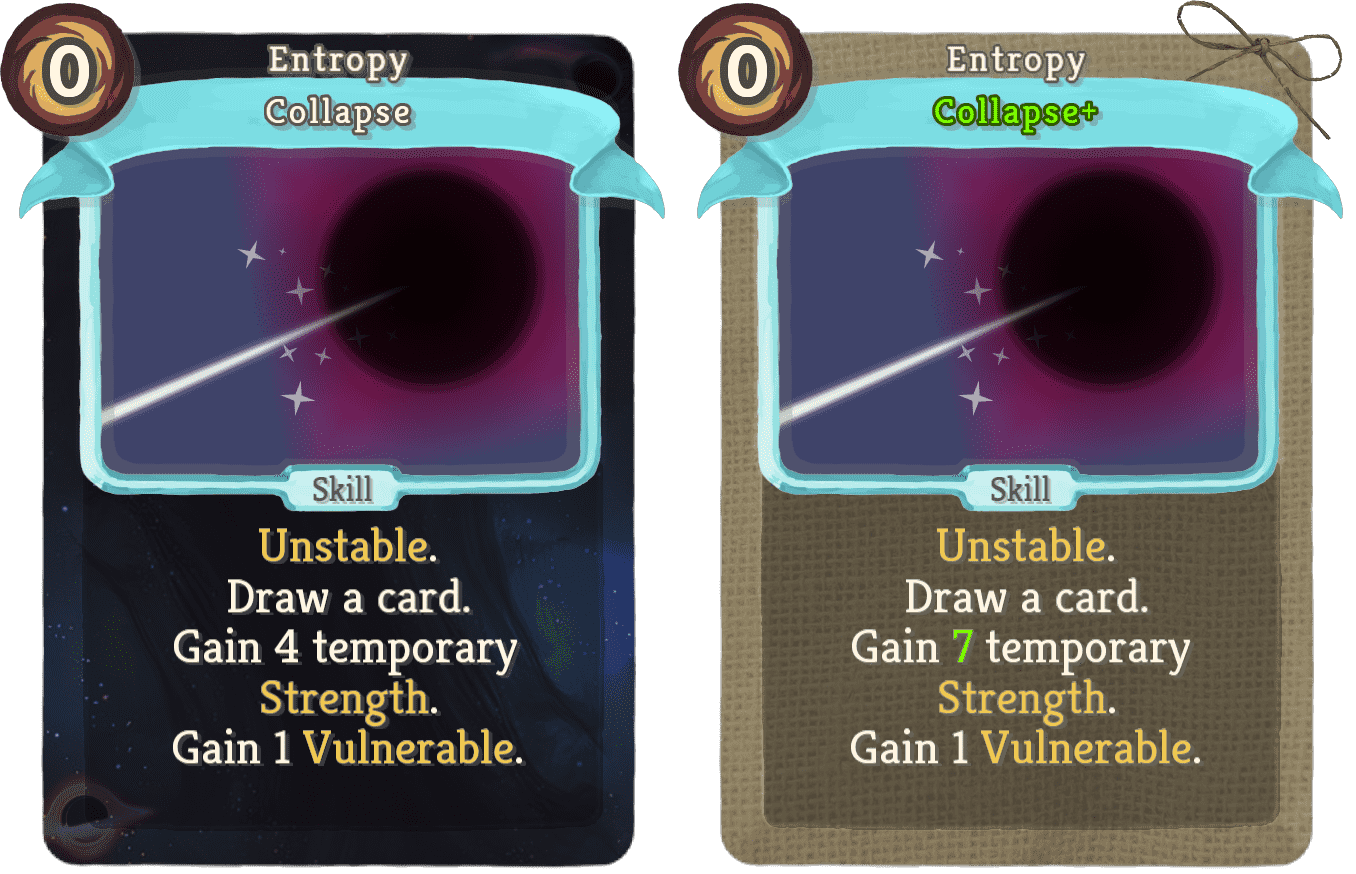 0
Entropy
Collapse
Skill
Unstable.
Draw a card.
Gain 4 temporary
Strength.
Gain 1 Vulnerable.
0
Entropy
Collapse+
Skill
Unstable.
Draw a card.
Gain 7 temporary
Strength.
Gain 1 Vulnerable.